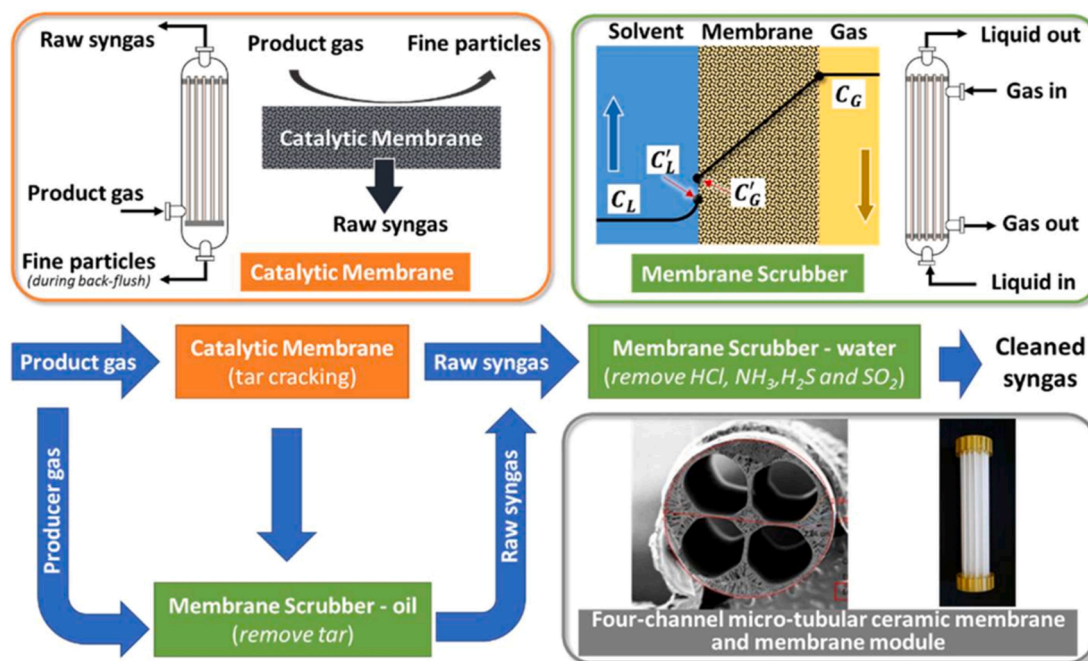 Raw syngas
Product gas
Fine particles
(during back-flush)
Product gas
Fine particles
Catalytic Membrane
Raw syngas
Catalytic Membrane
Solvent
Membrane
Gas
C_G
C'_L
C_L
C'_G
Membrane Scrubber
Liquid out
Gas in
Gas out
Liquid in
Product gas
Catalytic Membrane
(tar cracking)
Raw syngas
Membrane Scrubber - water
(remove HCl, NH₃,H₂S and SO₂)
Cleaned
syngas
Producer gas
Membrane Scrubber - oil
(remove tar)
Raw syngas
Four-channel micro-tubular ceramic membrane
and membrane module